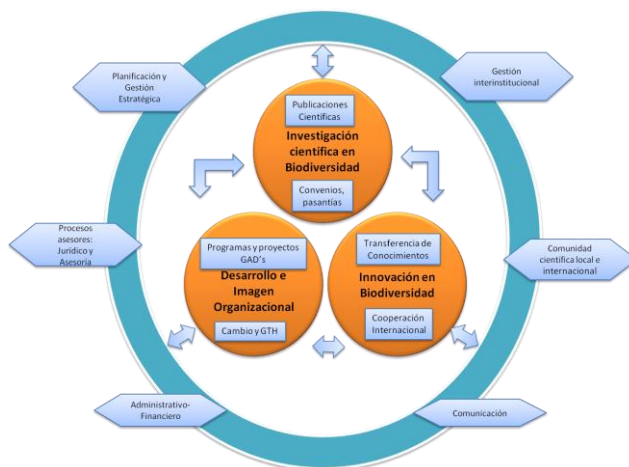 Planificación y
Gestión
Estratégica
Gestión
interinstitucional
Publicaciones
Científicas
Investigación
científica en
Biodiversidad
Convenios,
pasantías
Procesos
asesores:
Jurídico y
Asesoría
Programas y proyectos
GAD's
Desarrollo e
Imagen
Organizacional
Cambio y GTH
Transferencia de
Conocimientos
Innovación en
Biodiversidad
Cooperación
Internacional
Comunidad
científica local e
internacional
Administrativo-
Financiero
Comunicación